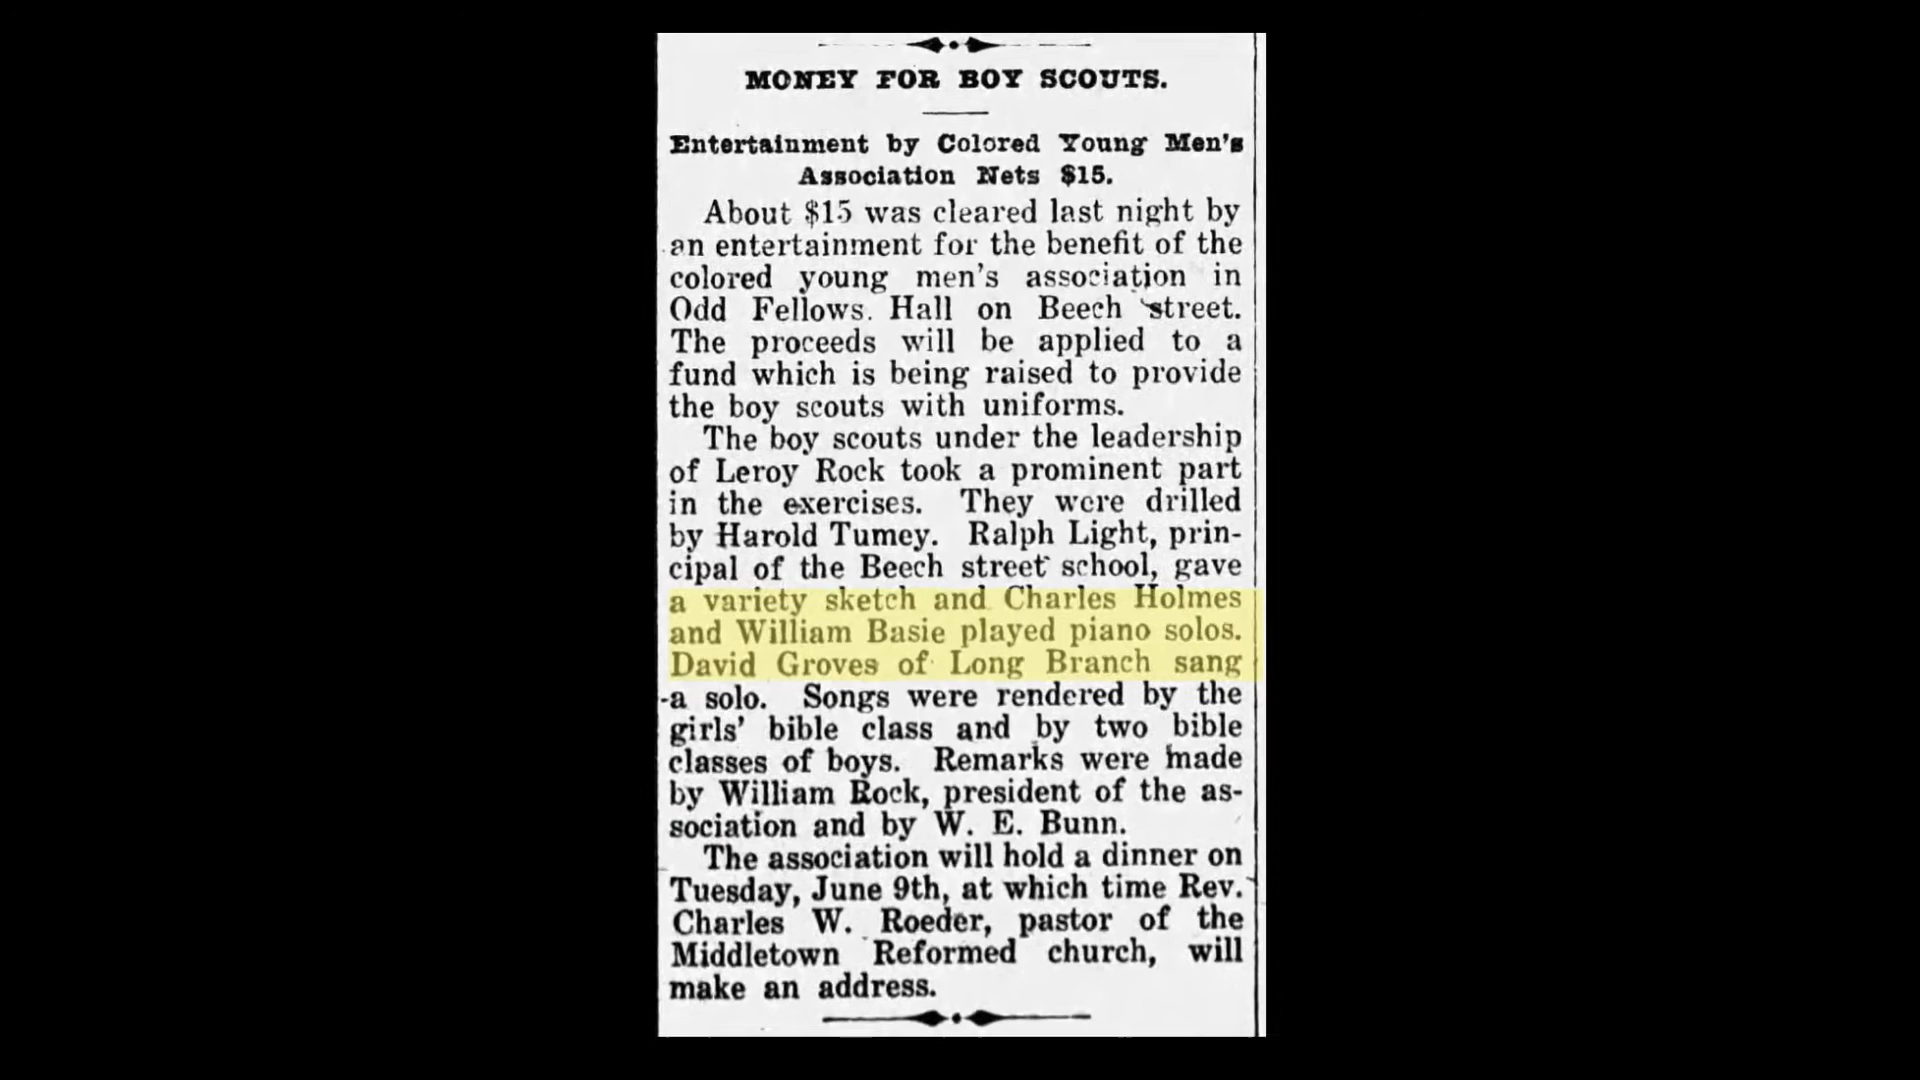 MONEY FOR BOY SCOUTS.
Entertainment by Colored Young Men's
Association Nets $15.
About $15 was cleared last night by
an entertainment for the benefit of the
colored young men's association in
Odd Fellows. Hall on Beech street.
The proceeds will be applied to a
fund which is being raised to provide
the boy scouts with uniforms.
The boy scouts under the leadership
of Leroy Rock took a prominent part
in the exercises. They were drilled
by Harold Tumey. Ralph Light, prin-
cipal of the Beech street school, gave
a variety sketch and Charles Holmes
and William Basie played piano solos.
David Groves of Long Branch sang
a solo. Songs were rendered by the
girls' bible class and by two bible
classes of boys. Remarks were made
by William Rock, president of the as-
sociation and by W. E. Bunn.
The association will hold a dinner on
Tuesday, June 9th, at which time Rev.
Charles W. Roeder, pastor of the
Middletown Reformed church, will
make an address.